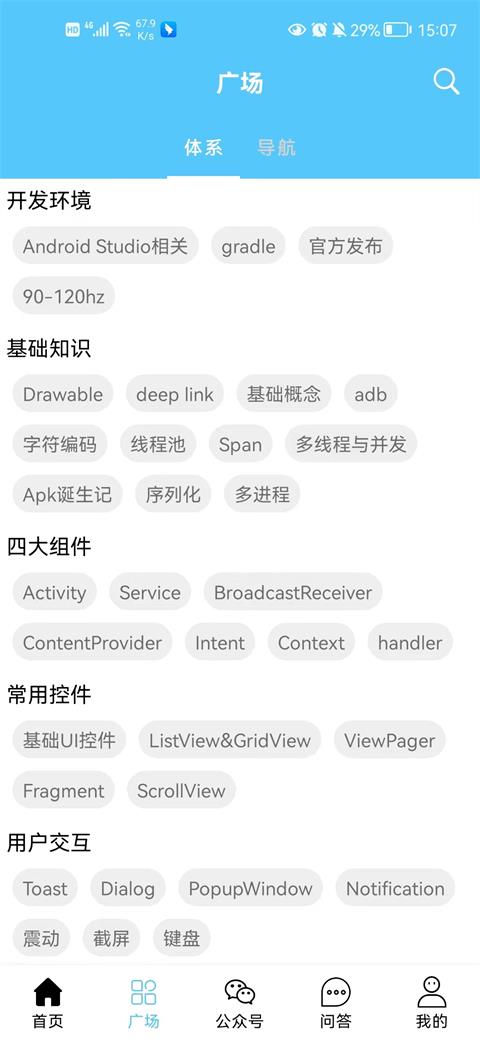 HD 4G 67.9 K/s 29% 15:07
广场
体系 导航
开发环境
Android Studio相关 gradle 官方发布
90-120hz
基础知识
Drawable deep link 基础概念 adb
字符编码 线程池 Span 多线程与并发
Apk诞生记 序列化 多进程
四大组件
Activity Service BroadcastReceiver
ContentProvider Intent Context handler
常用控件
基础UI控件 ListView&GridView ViewPager
Fragment ScrollView
用户交互
Toast Dialog PopupWindow Notification
震动 截屏 键盘
首页 广场 公众号 问答 我的